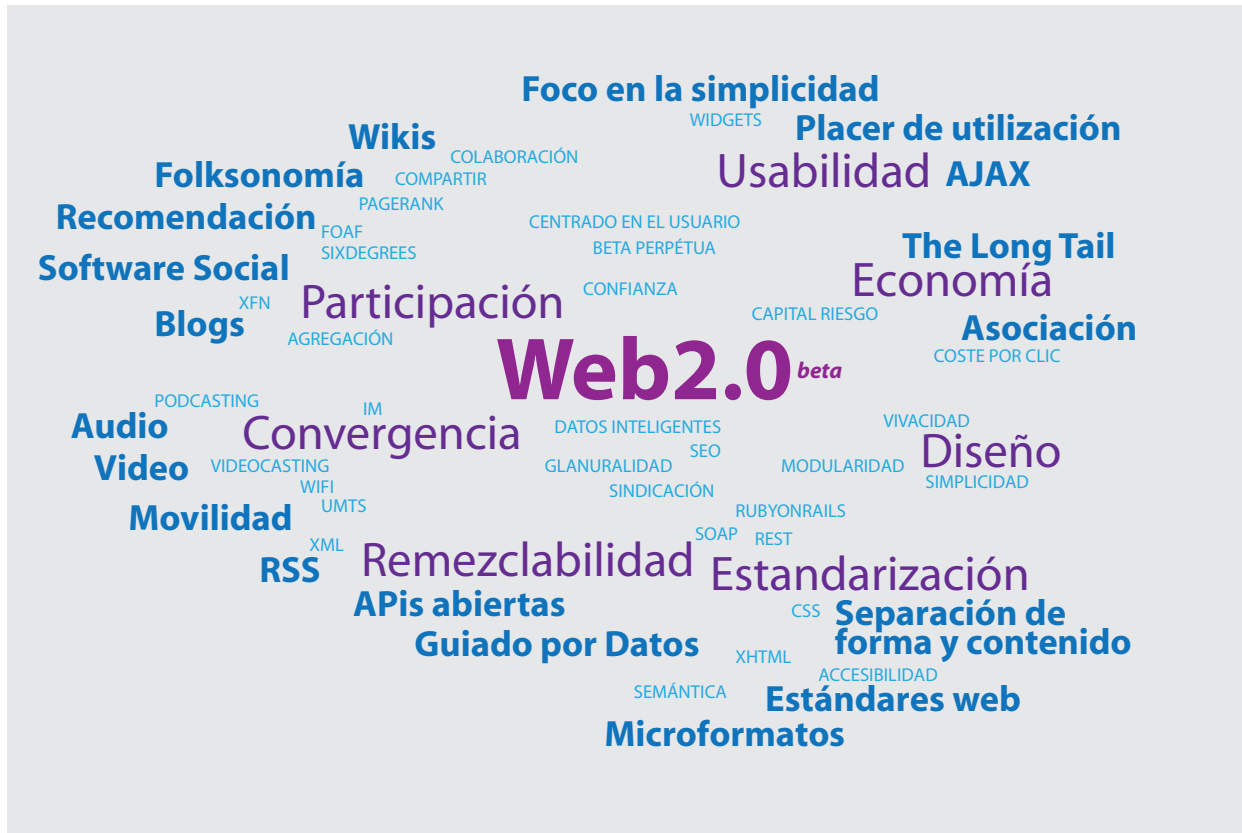 Foco en la simplicidad
WIDGETS
Placer de utilización
Wikis
COLABORACIÓN
Usabilidad AJAX
Folksonomía
COMPARTIR
PAGERANK
Recomendación
FOAF
CENTRADO EN EL USUARIO
SIXDEGREES
BETA PERPÉTUA
The Long Tail
Software Social
Economía
XFN
Participación
CONFIANZA
Blogs
CAPITAL RIESGO
Asociación
AGREGACIÓN
COSTE POR CLIC
Web2.0 beta
PODCASTING
IM
Audio
Convergencia
DATOS INTELIGENTES
VIVACIDAD
SEO
Diseño
Video
VIDEOCASTING
GLANURALIDAD
MODULARIDAD
WIFI
SINDICACIÓN
SIMPLICIDAD
UMTS
Movilidad
RUBYONRAILS
SOAP
REST
XML
RSS
Remezclabilidad
Estandarización
APis abiertas
CSS
Separación de
forma y contenido
Guiado por Datos
XHTML
ACCESIBILIDAD
SEMÁNTICA
Estándares web
Microformatos